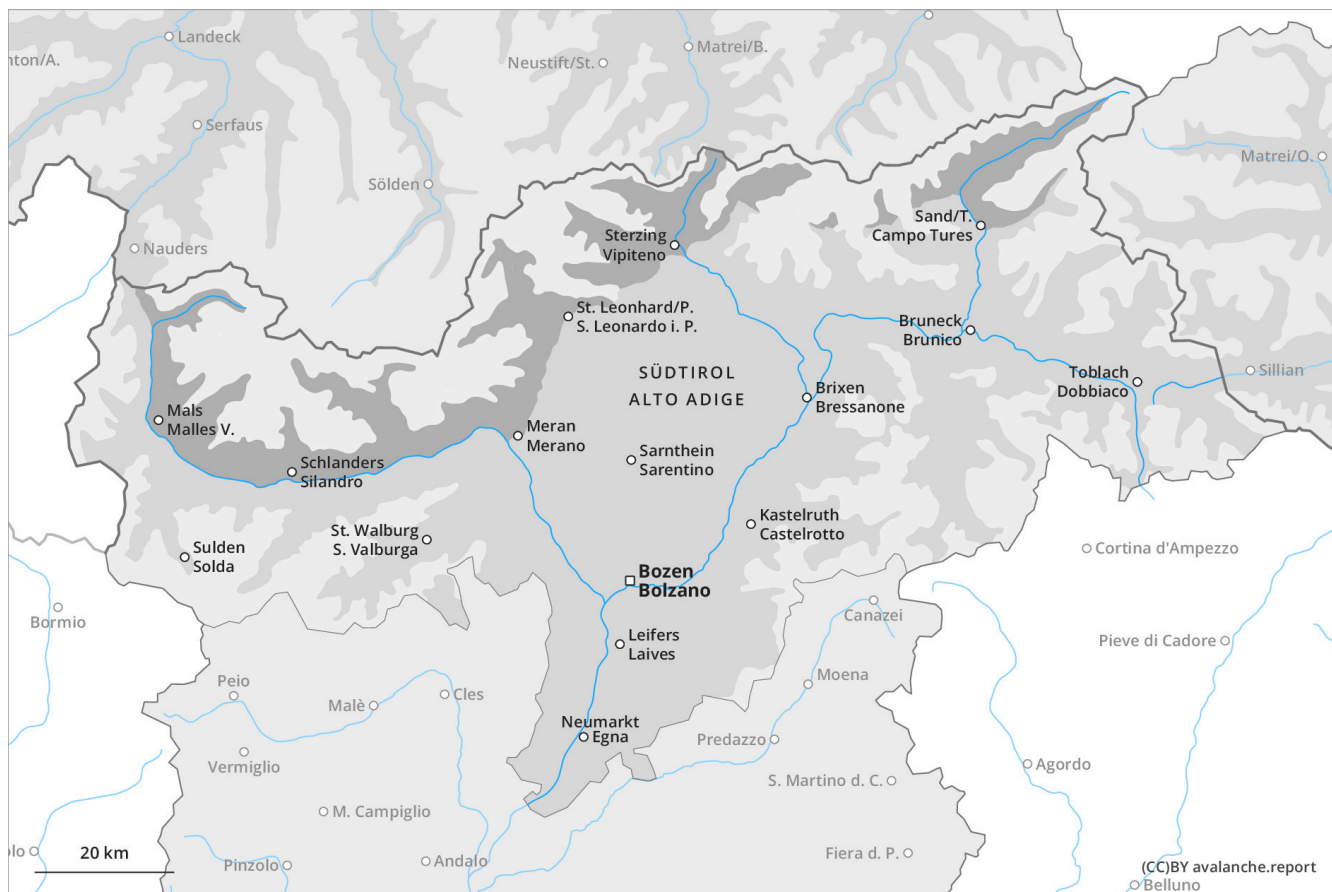 Landeck
nton/A.
Neustift/St.
Matrei/B.
Serfaus
Matrei/O.
Sölden
Nauders
Sand/T.
Campo Tures
Sterzing
Vipiteno
St. Leonhard/P.
S. Leonardo i. P.
Bruneck
Brunico
SÜDTIROL
ALTO ADIGE
Toblach
Dobbiaco
Sillian
Brixen
Bressanone
Mals
Malles V.
Meran
Merano
Sarnthein
Sarentino
Schlanders
Silandro
Kastelruth
Castelrotto
St. Walburg
S. Valburga
Sulden
Solda
Cortina d'Ampezzo
Bozen
Bolzano
Bormio
Canazei
Leifers
Laives
Pieve di Cadore
Peio
Malè
Cles
Moena
Neumarkt
Egna
Predazzo
Vermiglio
Agordo
S. Martino d. C.
M. Campiglio
olo
20 km
Pinzolo
Andalo
Fiera d. P.
(CC)BY avalanche.report
Belluno